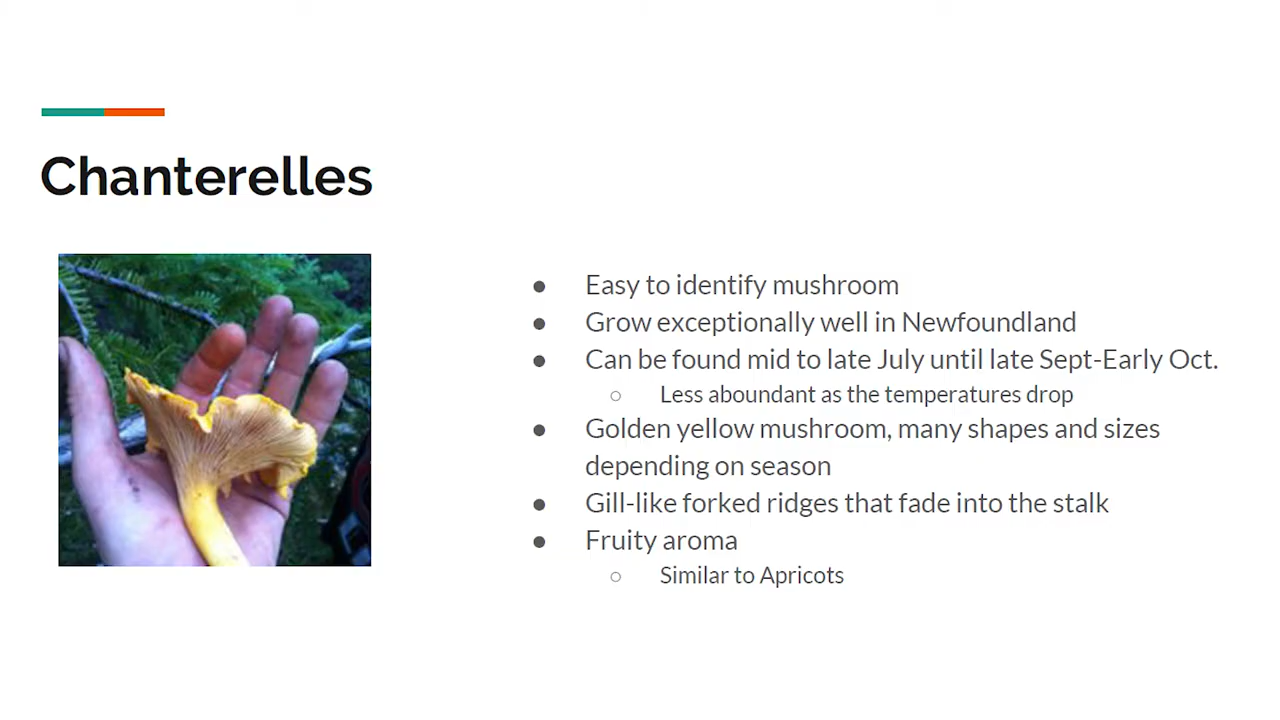 Chanterelles
● Easy to identify mushroom
● Grow exceptionally well in Newfoundland
● Can be found mid to late July until late Sept-Early Oct.
○ Less aboundant as the temperatures drop
● Golden yellow mushroom, many shapes and sizes
depending on season
● Gill-like forked ridges that fade into the stalk
● Fruity aroma
○ Similar to Apricots